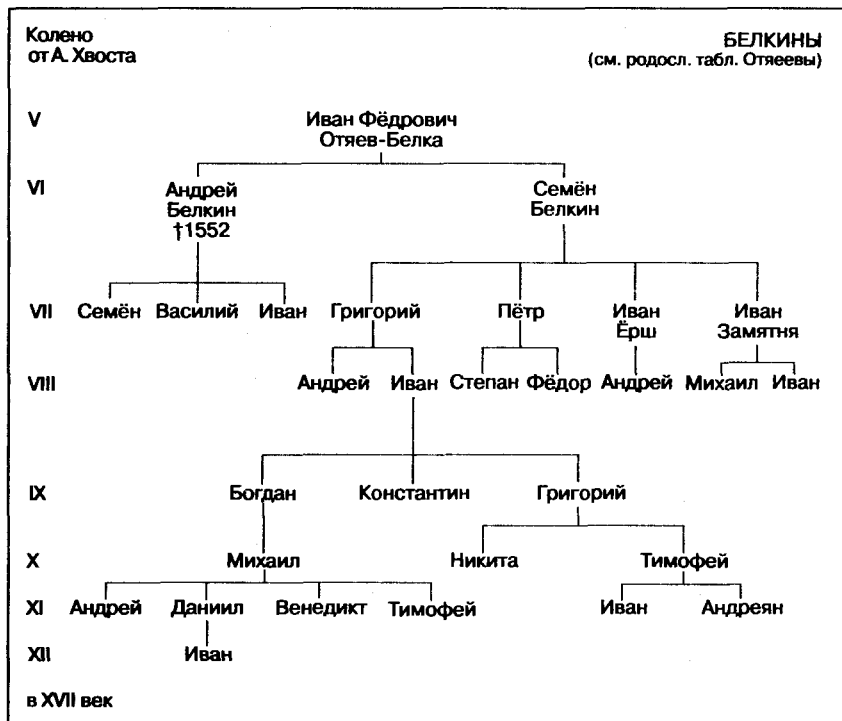 Колено
от А. Хвоста
БЕЛКИНЫ
(см. родосл. табл. Отяеевы)
V Иван Фёдрович
Отяев-Белка
VI Андрей
Белкин
†1552
Семён
Белкин
VII Семён Василий Иван Григорий Пётр Иван
Ёрш
Иван
Замятня
VIII Андрей Иван Степан Фёдор Андрей Михаил Иван
IX Богдан Константин Григорий
X Михаил Никита Тимофей
XI Андрей Даниил Венедикт Тимофей Иван Андреян
XII Иван
в XVII век